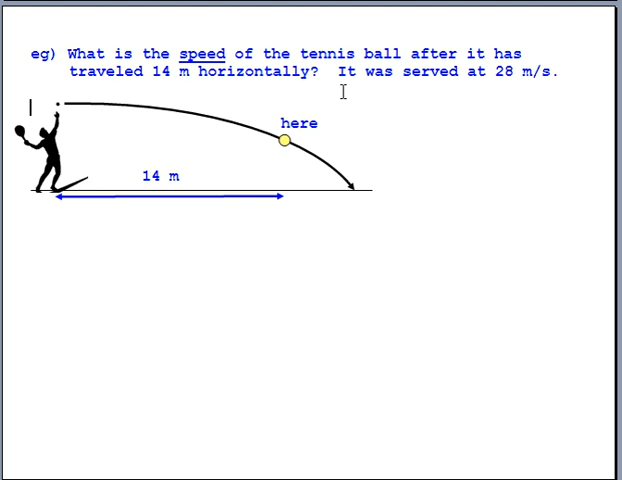 eg) What is the speed of the tennis ball after it has
traveled 14 m horizontally? It was served at 28 m/s.
here
14 m